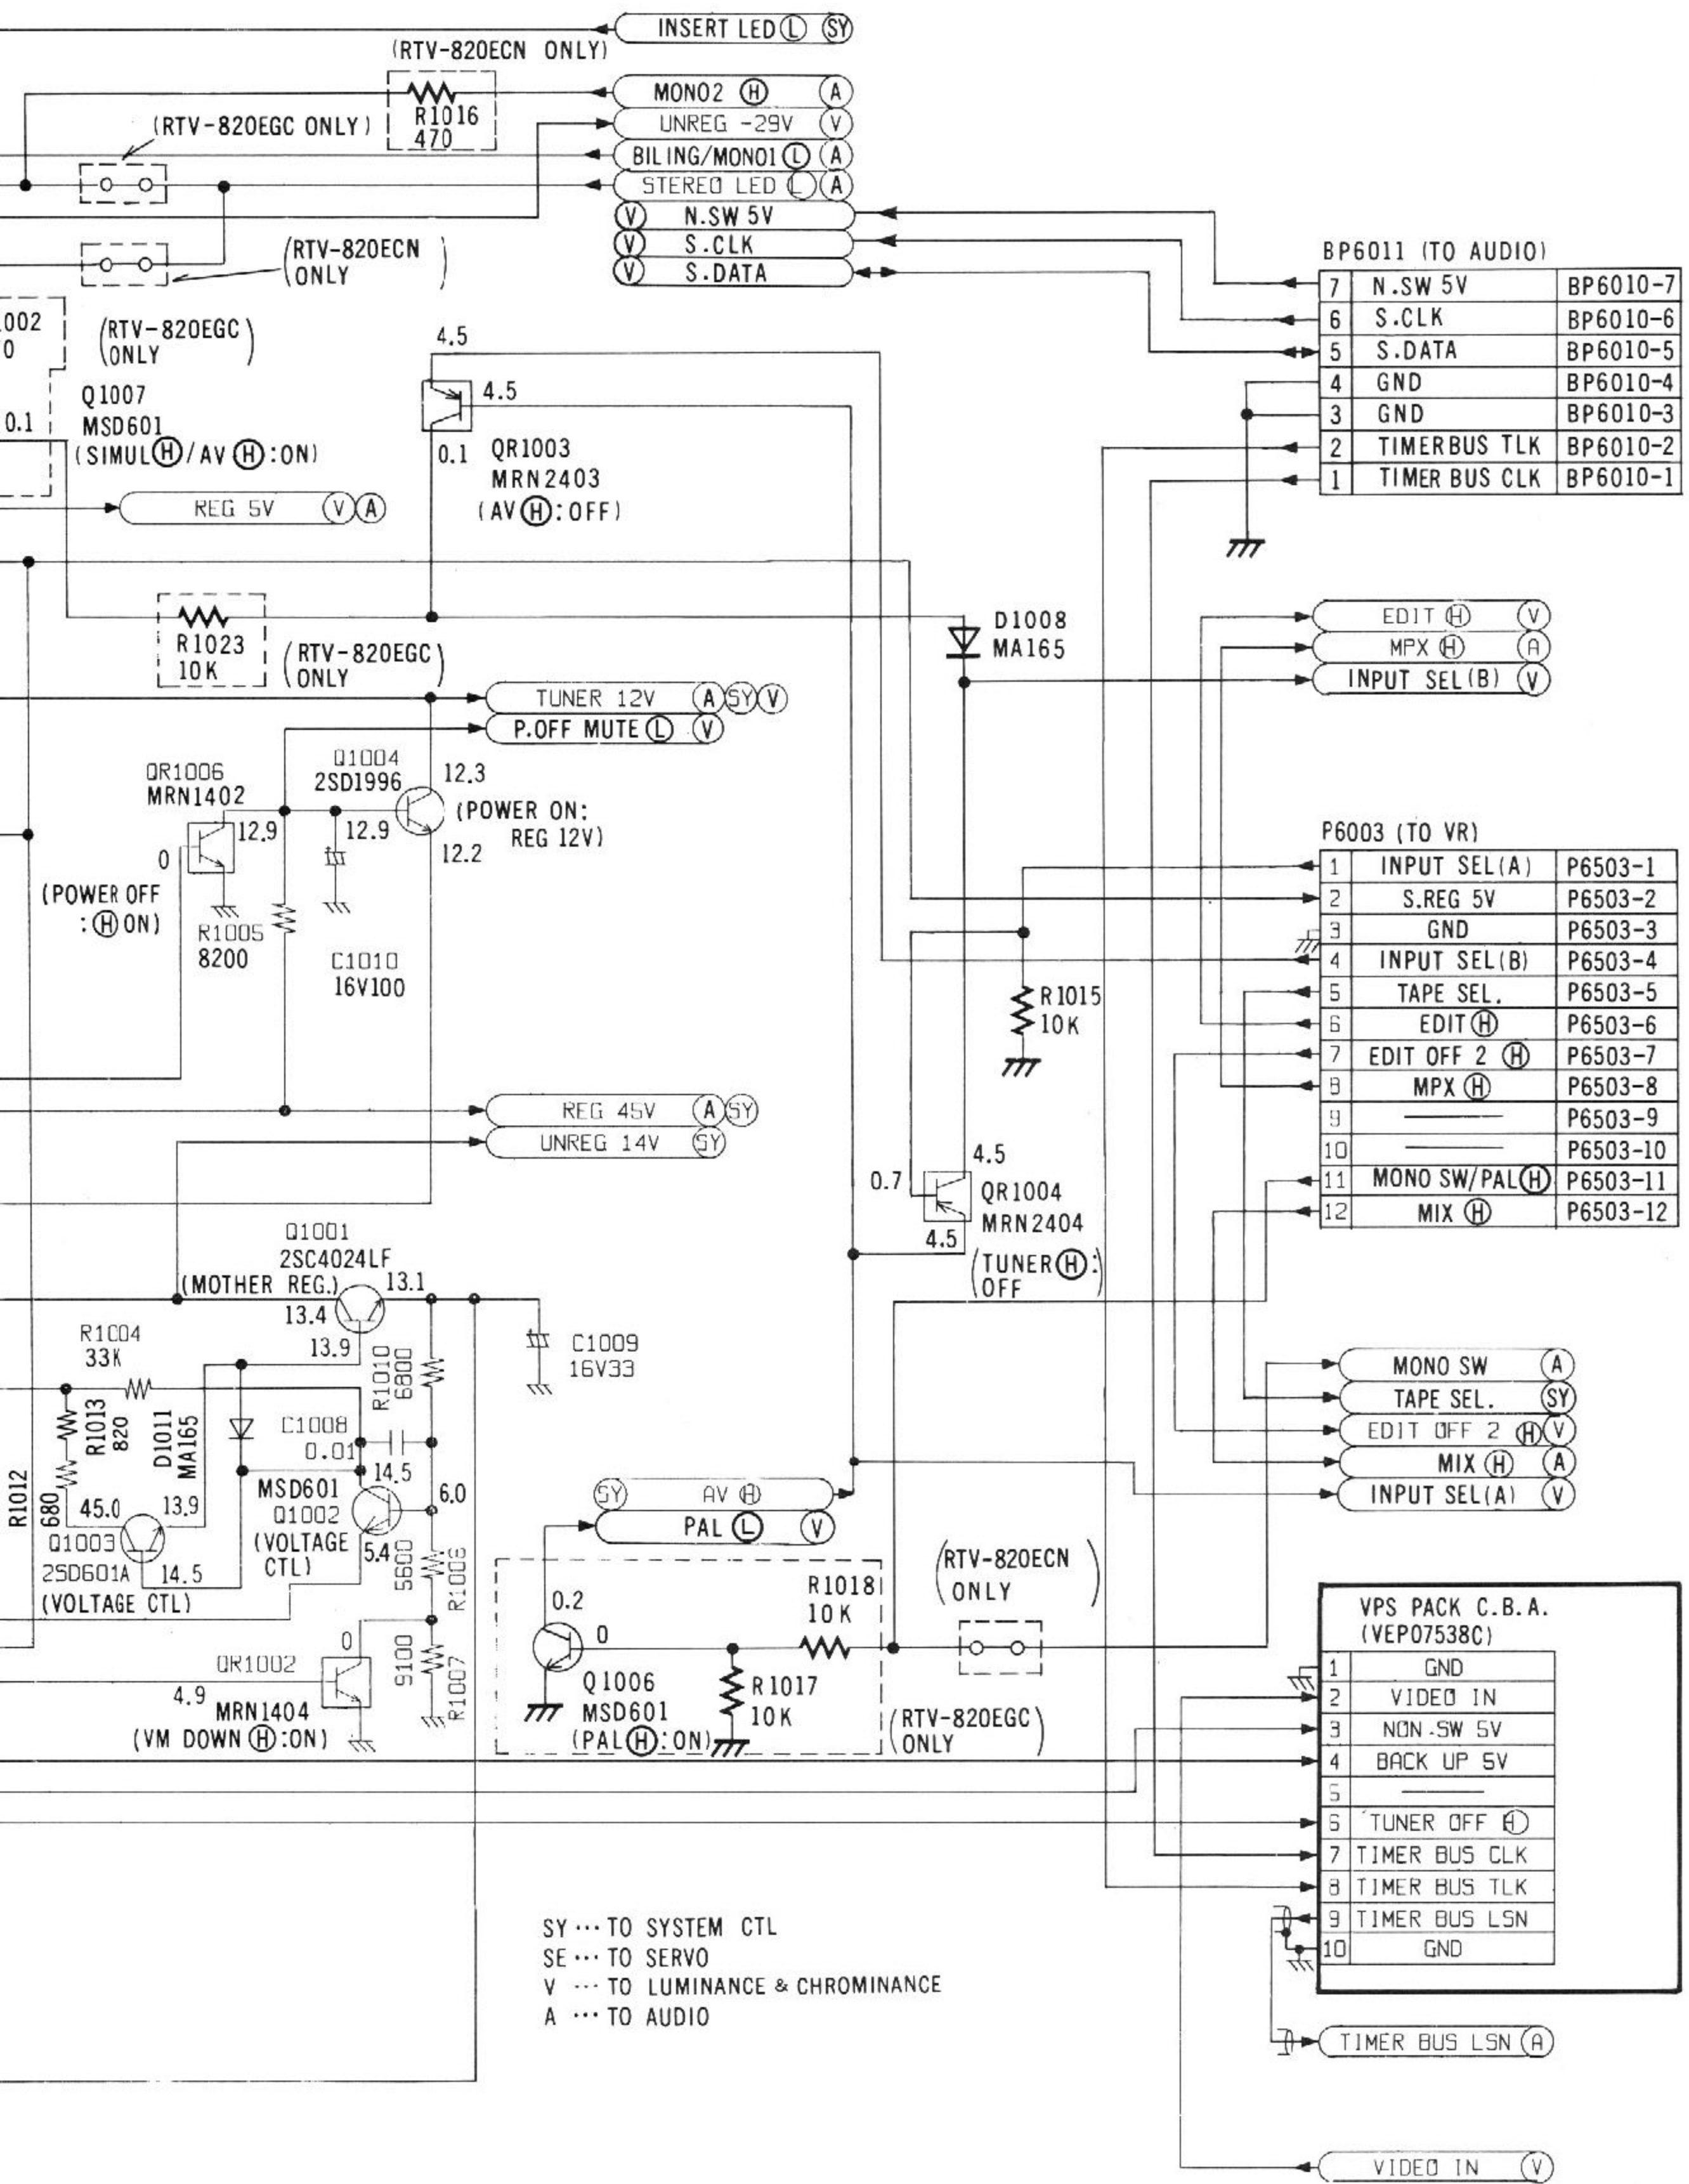 INSERT LED Ⓛ SY
(RTV-820ECN ONLY)
MONO2 Ⓗ A
R1016
470
(RTV-820EGC ONLY)
UNREG -29V V
BILING/MONO1 Ⓛ A
STEREO LED Ⓛ A
V N.SW 5V
V S.CLK
V S.DATA
(RTV-820ECN
ONLY)
BP6011 (TO AUDIO)
7 N.SW 5V BP6010-7
6 S.CLK BP6010-6
5 S.DATA BP6010-5
4 GND BP6010-4
3 GND BP6010-3
2 TIMERBUS TLK BP6010-2
1 TIMER BUS CLK BP6010-1
002
0
(RTV-820EGC
ONLY)
4.5
4.5
Q1007
MSD601
(SIMULⒽ/AVⒽ:ON)
0.1
0.1
QR1003
MRN2403
(AVⒽ:OFF)
REG 5V V A
R1023
10K
(RTV-820EGC
ONLY)
D1008
MA165
EDIT Ⓗ V
MPX Ⓗ A
INPUT SEL(B) V
TUNER 12V A SY V
P.OFF MUTE Ⓛ V
QR1006
MRN1402
12.9
0
(POWER OFF
:ⒽON)
Q1004
2SD1996
12.3
12.9
12.2
(POWER ON:
REG 12V)
R1005
8200
C1010
16V100
P6003 (TO VR)
1 INPUT SEL(A) P6503-1
2 S.REG 5V P6503-2
3 GND P6503-3
4 INPUT SEL(B) P6503-4
5 TAPE SEL. P6503-5
6 EDITⒽ P6503-6
7 EDIT OFF 2 Ⓗ P6503-7
8 MPX Ⓗ P6503-8
9 P6503-9
10 P6503-10
11 MONO SW/PALⒽ P6503-11
12 MIX Ⓗ P6503-12
R1015
10K
REG 45V A SY
UNREG 14V SY
0.7
4.5
QR1004
MRN2404
4.5
(TUNERⒽ:
OFF)
Q1001
2SC4024LF
(MOTHER REG.)
13.1
13.4
13.9
R1004
33K
R1010
6800
C1009
16V33
R1013
820
D1011
MA165
C1008
0.01
14.5
MSD601
Q1002
(VOLTAGE
CTL)
6.0
5.4
R1012
680
45.0
13.9
Q1003
2SD601A
14.5
(VOLTAGE CTL)
5600
R1006
9100
R1007
0
QR1002
4.9
MRN1404
(VM DOWNⒽ:ON)
SY AV Ⓗ
PAL Ⓛ V
0.2
0
Q1006
MSD601
(PALⒽ:ON)
R1018
10K
R1017
10K
(RTV-820ECN
ONLY)
(RTV-820EGC
ONLY)
MONO SW A
TAPE SEL. SY
EDIT OFF 2 Ⓗ V
MIX Ⓗ A
INPUT SEL(A) V
VPS PACK C.B.A.
(VEP07538C)
1 GND
2 VIDEO IN
3 NON.SW 5V
4 BACK UP 5V
5
6 TUNER OFF Ⓗ
7 TIMER BUS CLK
8 TIMER BUS TLK
9 TIMER BUS LSN
10 GND
SY ··· TO SYSTEM CTL
SE ··· TO SERVO
V ··· TO LUMINANCE & CHROMINANCE
A ··· TO AUDIO
TIMER BUS LSN A
VIDEO IN V